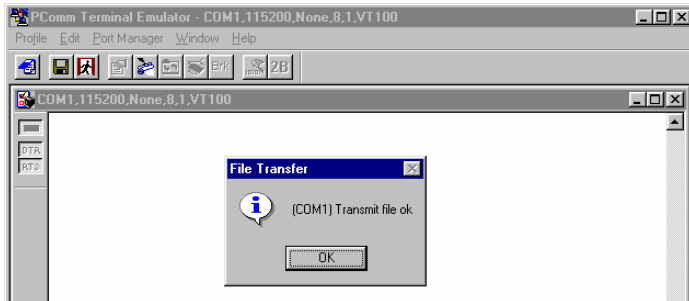 PComm Terminal Emulator - COM1,115200,None,8,1,VT100
Profile Edit Port Manager Window Help
Brk 2B
COM1,115200,None,8,1,VT100
DTR
RTS
File Transfer
(COM1) Transmit file ok
OK